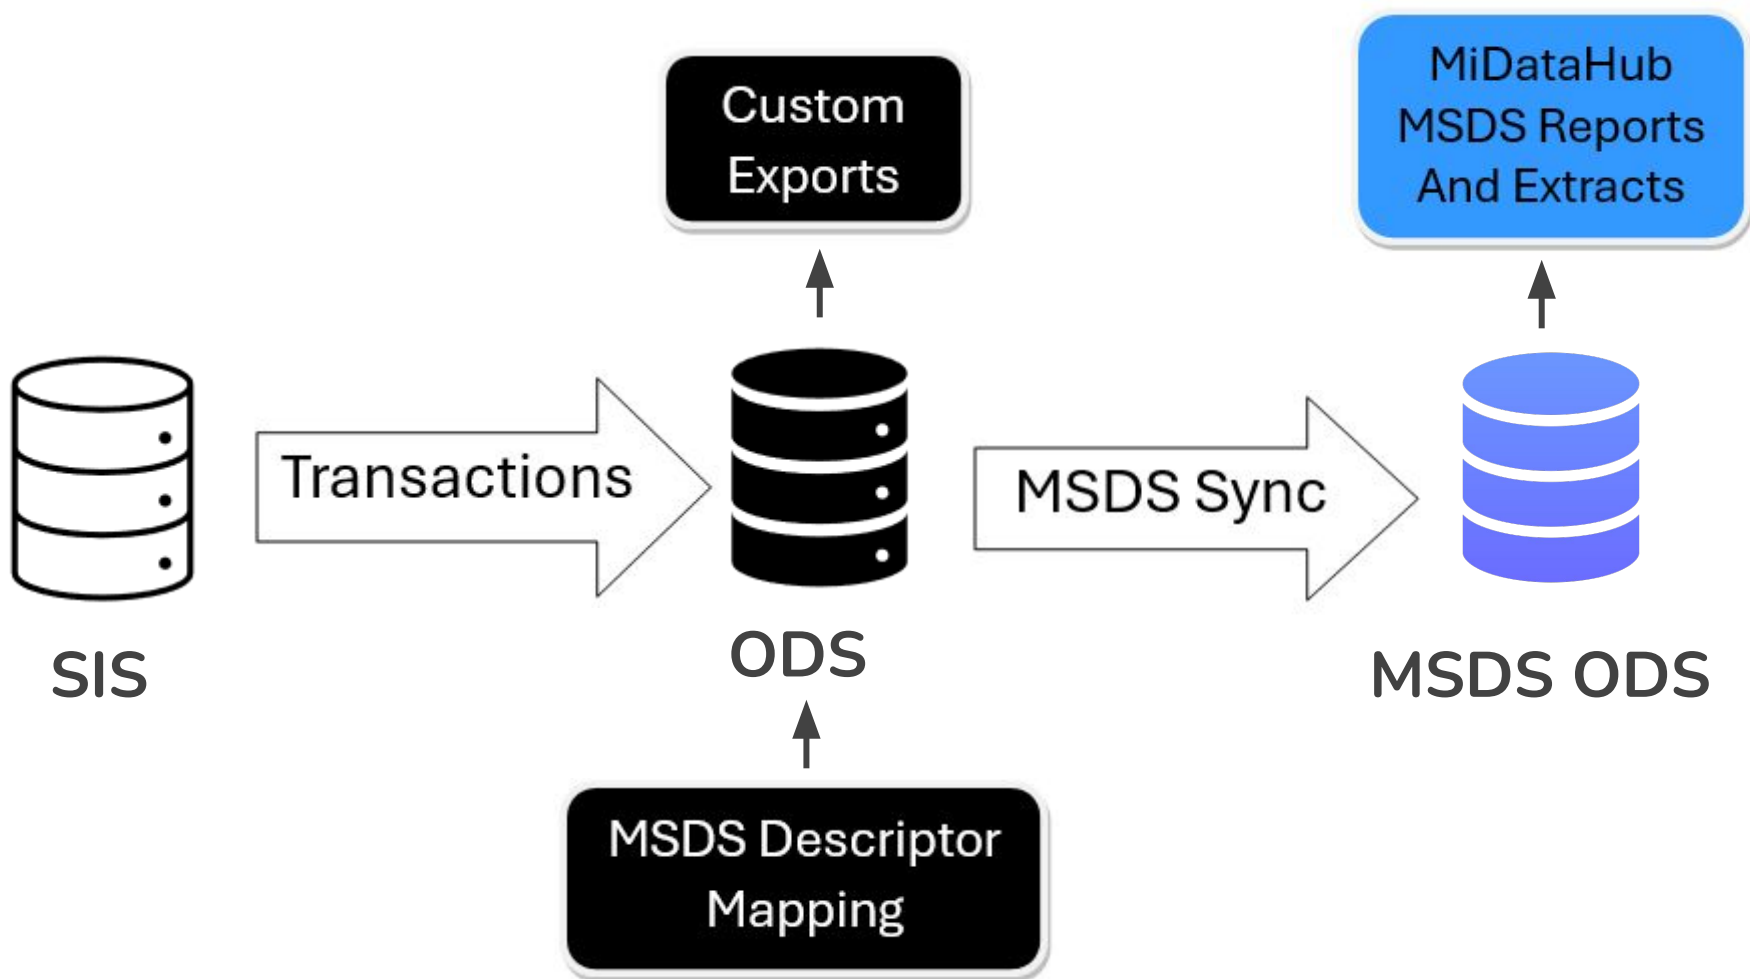 Custom
Exports
MiDataHub
MSDS Reports
And Extracts
Transactions
MSDS Sync
SIS
ODS
MSDS ODS
MSDS Descriptor
Mapping